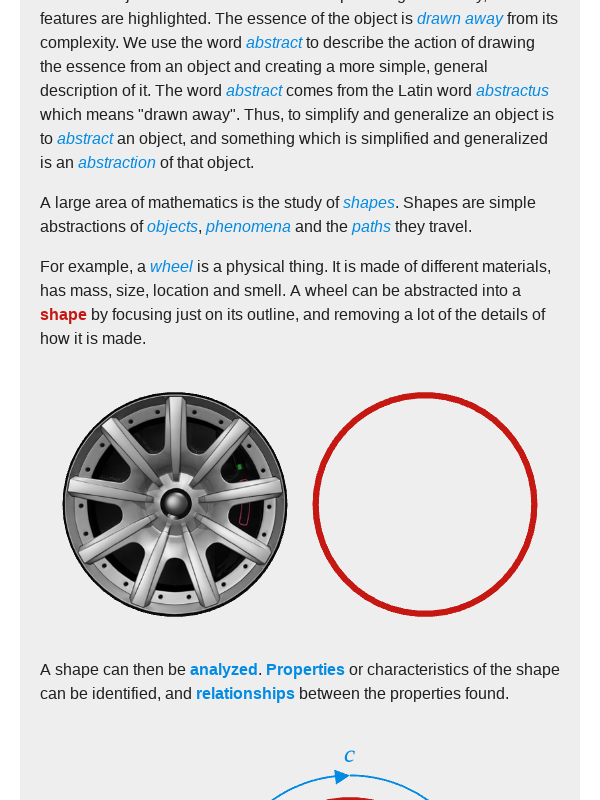 features are highlighted. The essence of the object is drawn away from its
complexity. We use the word abstract to describe the action of drawing
the essence from an object and creating a more simple, general
description of it. The word abstract comes from the Latin word abstractus
which means "drawn away". Thus, to simplify and generalize an object is
to abstract an object, and something which is simplified and generalized
is an abstraction of that object.
A large area of mathematics is the study of shapes. Shapes are simple
abstractions of objects, phenomena and the paths they travel.
For example, a wheel is a physical thing. It is made of different materials,
has mass, size, location and smell. A wheel can be abstracted into a
shape by focusing just on its outline, and removing a lot of the details of
how it is made.
A shape can then be analyzed. Properties or characteristics of the shape
can be identified, and relationships between the properties found.
c